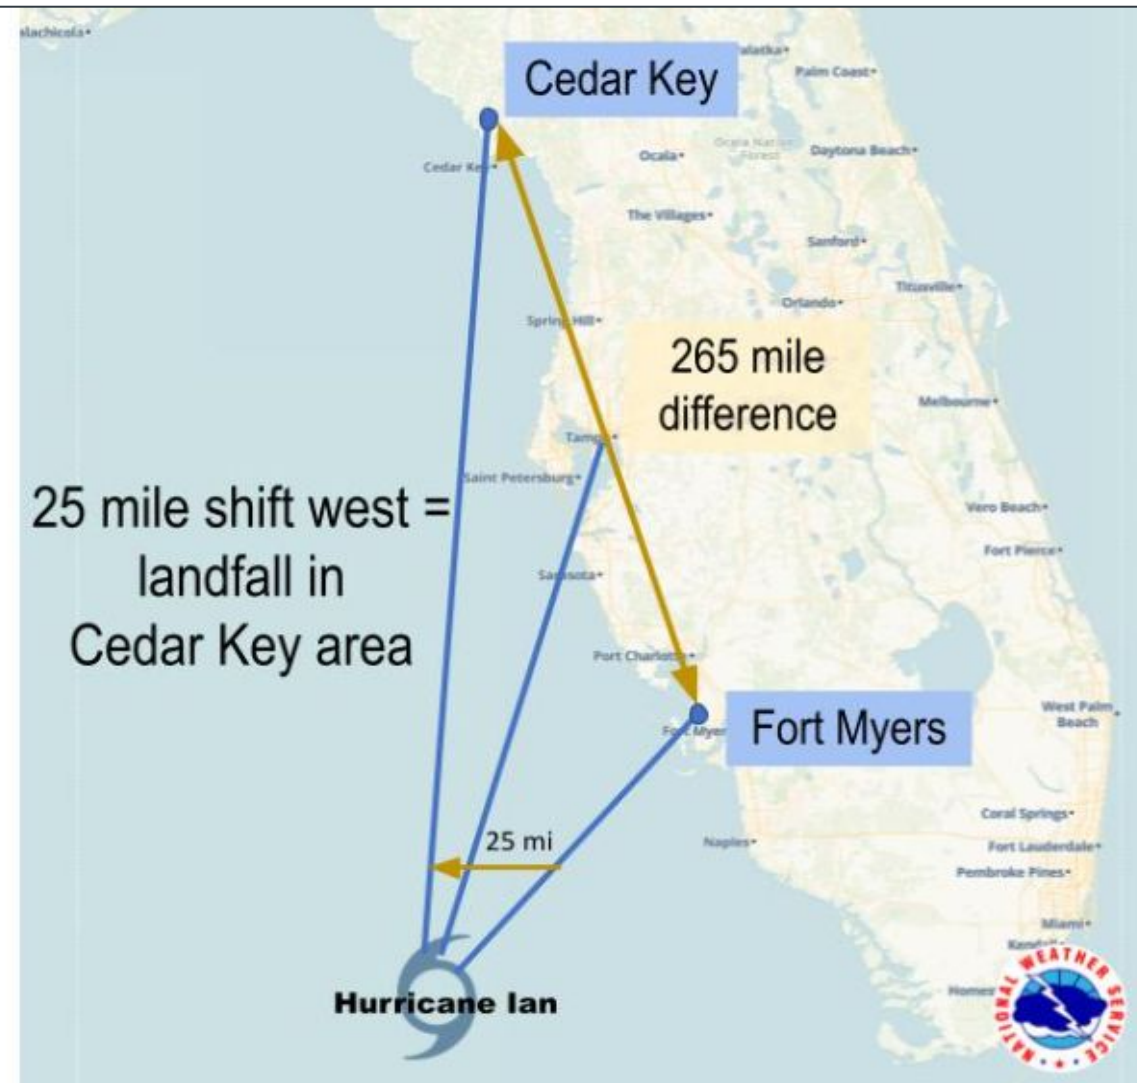 Cedar Key
Palm Coast
Ocala
Daytona Beach
Cedar Key
The Villages
Sanford
Titusville
Orlando
Spring Hill
265 mile
difference
Melbourne
Tampa
Saint Petersburg
25 mile shift west =
landfall in
Cedar Key area
Vero Beach
Fort Pierce
Sarasota
Port Charlotte
Fort Myers
West Palm
Beach
25 mi
Naples
Coral Springs
Fort Lauderdale
Pembroke Pines
Miami
Hurricane Ian
NATIONAL WEATHER SERVICE